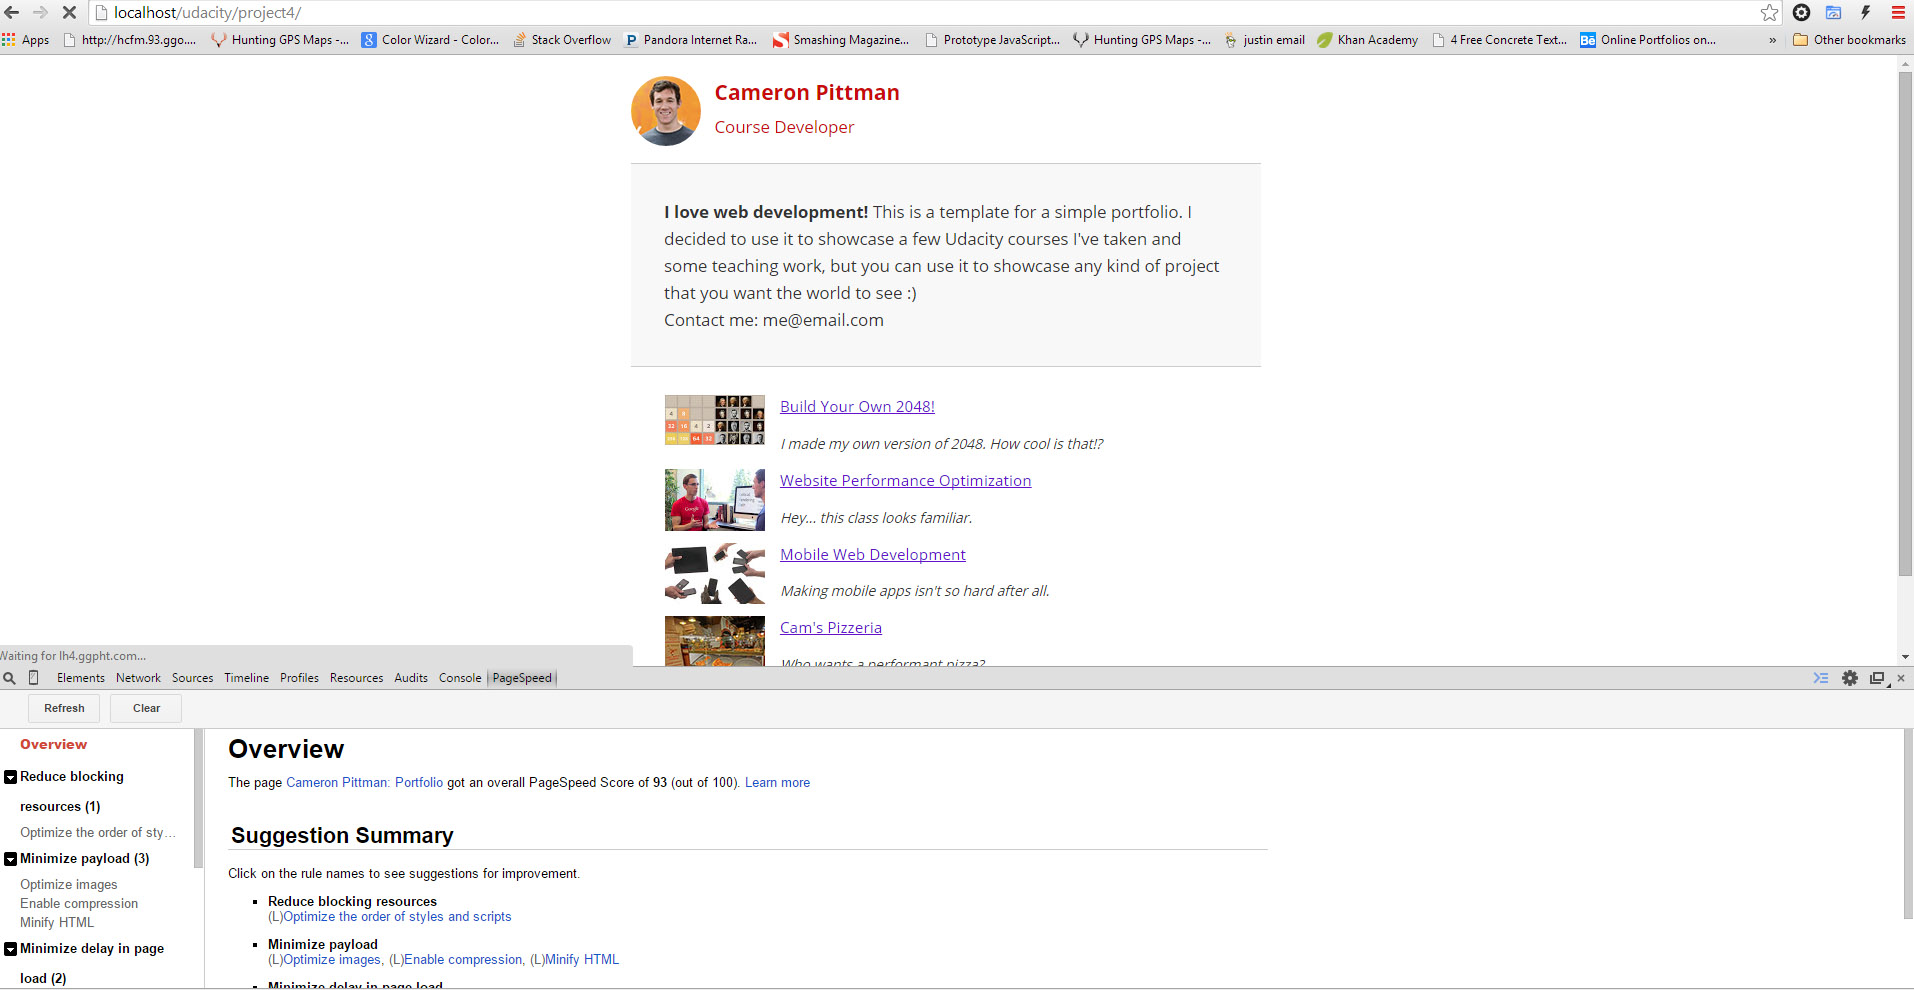 localhost/udacity/project4/
Apps http://hcfm.93.ggo.... Hunting GPS Maps -... Color Wizard - Color... Stack Overflow Pandora Internet Ra... Smashing Magazine... Prototype JavaScript... Hunting GPS Maps -... justin email Khan Academy 4 Free Concrete Text... Bē Online Portfolios on... » Other bookmarks
Cameron Pittman
Course Developer
I love web development! This is a template for a simple portfolio. I
decided to use it to showcase a few Udacity courses I've taken and
some teaching work, but you can use it to showcase any kind of project
that you want the world to see :)
Contact me: me@email.com
Build Your Own 2048!
I made my own version of 2048. How cool is that!?
Website Performance Optimization
Hey... this class looks familiar.
Mobile Web Development
Making mobile apps isn't so hard after all.
Cam's Pizzeria
Who wants a performant pizza?
Waiting for lh4.ggpht.com...
Elements Network Sources Timeline Profiles Resources Audits Console PageSpeed
Refresh Clear
Overview
Reduce blocking
resources (1)
Optimize the order of sty...
Minimize payload (3)
Optimize images
Enable compression
Minify HTML
Minimize delay in page
load (2)
Overview
The page Cameron Pittman: Portfolio got an overall PageSpeed Score of 93 (out of 100). Learn more
Suggestion Summary
Click on the rule names to see suggestions for improvement.
Reduce blocking resources
(L)Optimize the order of styles and scripts
Minimize payload
(L)Optimize images, (L)Enable compression, (L)Minify HTML
Minimize delay in page load